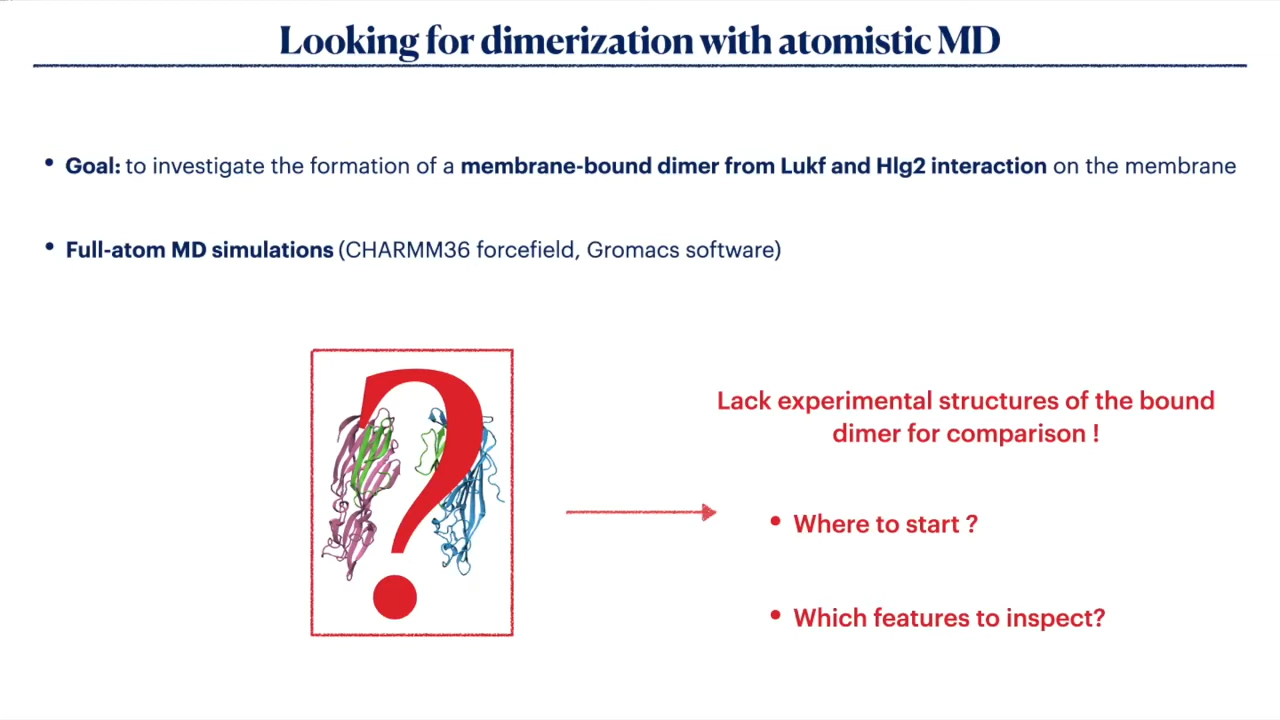 Looking for dimerization with atomistic MD
• Goal: to investigate the formation of a membrane-bound dimer from Lukf and Hlg2 interaction on the membrane
• Full-atom MD simulations (CHARMM36 forcefield, Gromacs software)
?
Lack experimental structures of the bound
dimer for comparison !
• Where to start ?
• Which features to inspect?